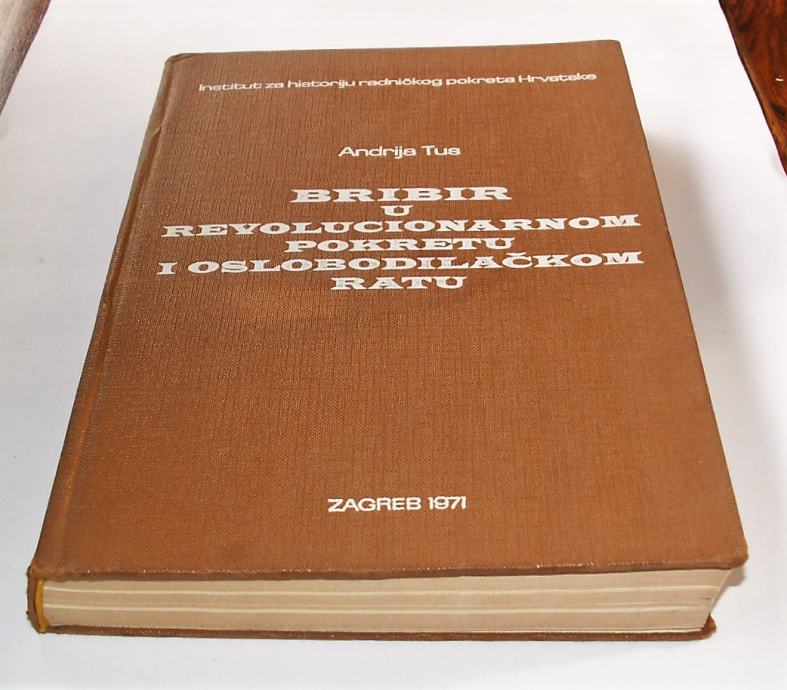 Institut za historiju radničkog pokreta Hrvatske
Andrija Tus
BRIBIR
U
REVOLUCIONARNOM
POKRETU
I OSLOBODILAČKOM
RATU
ZAGREB 1971